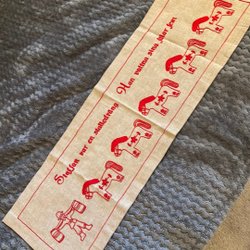 Staffan var en stalledräng
Han vattna sina fålar fem